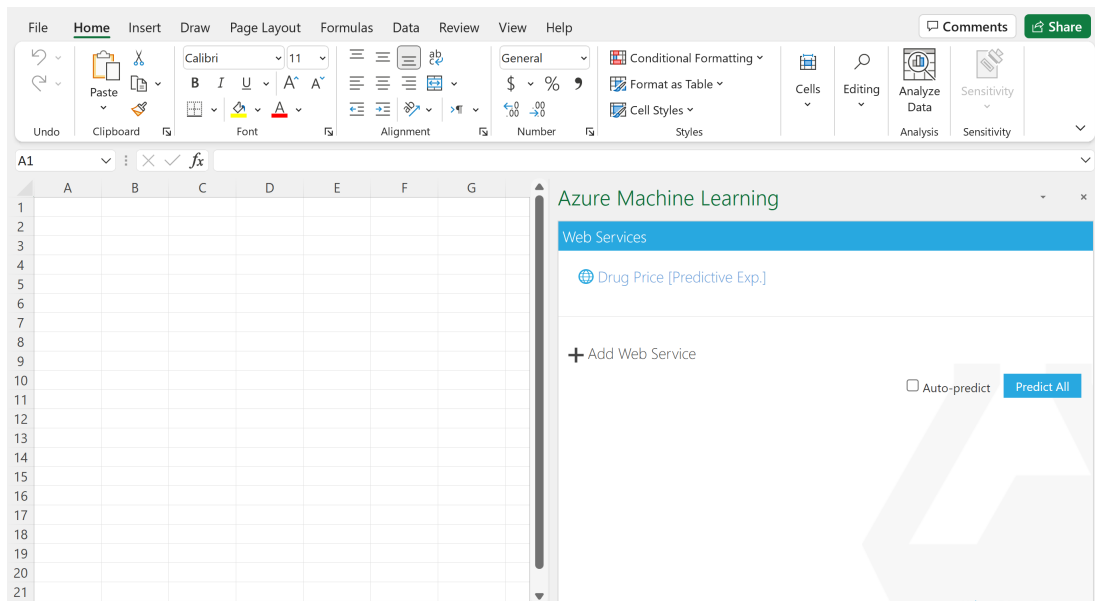 File Home Insert Draw Page Layout Formulas Data Review View Help Comments Share
Calibri 11 General Conditional Formatting
Paste B I U A A $ % 9 Format as Table Cells Editing Analyze Data Sensitivity
A ab .00 .00 Cell Styles
Undo Clipboard Font Alignment Number Styles Analysis Sensitivity
A1 fx
A B C D E F G
Azure Machine Learning
Web Services
Drug Price [Predictive Exp.]
Add Web Service
Auto-predict Predict All
1
2
3
4
5
6
7
8
9
10
11
12
13
14
15
16
17
18
19
20
21